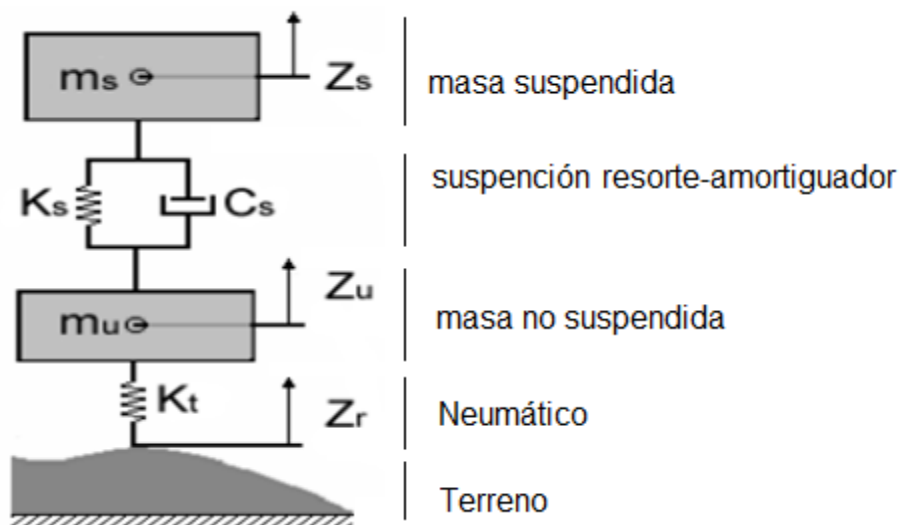 ms Zs masa suspendida
Ks Cs suspención resorte-amortiguador
Zu
mu masa no suspendida
Kt Zr Neumático
Terreno